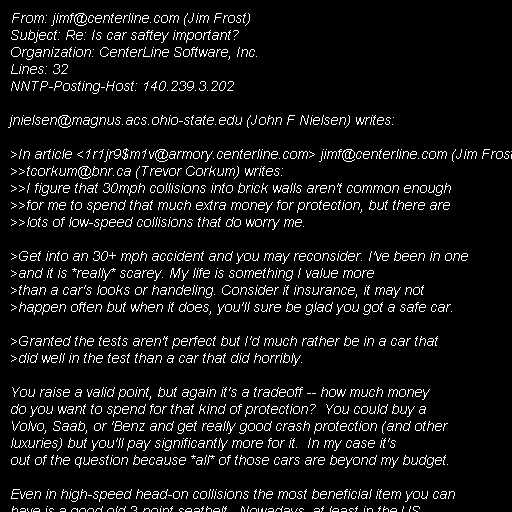 From: jimf@centerline.com (Jim Frost)
Subject: Re: Is car saftey important?
Organization: CenterLine Software, Inc.
Lines: 32
NNTP-Posting-Host: 140.239.3.202

jnielsen@magnus.acs.ohio-state.edu (John F Nielsen) writes:

>In article <1r1jr9$m1v@armory.centerline.com> jimf@centerline.com (Jim Frost
>>tcorkum@bnr.ca (Trevor Corkum) writes:
>>I figure that 30mph collisions into brick walls aren't common enough
>>for me to spend that much extra money for protection, but there are
>>lots of low-speed collisions that do worry me.

>Get into an 30+ mph accident and you may reconsider. I've been in one
>and it is *really* scarey. My life is something I value more
>than a car's looks or handeling. Consider it insurance, it may not
>happen often but when it does, you'll sure be glad you got a safe car.

>Granted the tests aren't perfect but I'd much rather be in a car that
>did well in the test than a car that did horribly.

You raise a valid point, but again it's a tradeoff -- how much money
do you want to spend for that kind of protection?  You could buy a
Volvo, Saab, or 'Benz and get really good crash protection (and other
luxuries) but you'll pay significantly more for it.  In my case it's
out of the question because *all* of those cars are beyond my budget.

Even in high-speed head-on collisions the most beneficial item you can
have is a good old 3-point seatbelt.  Nowadays, at least in the US,